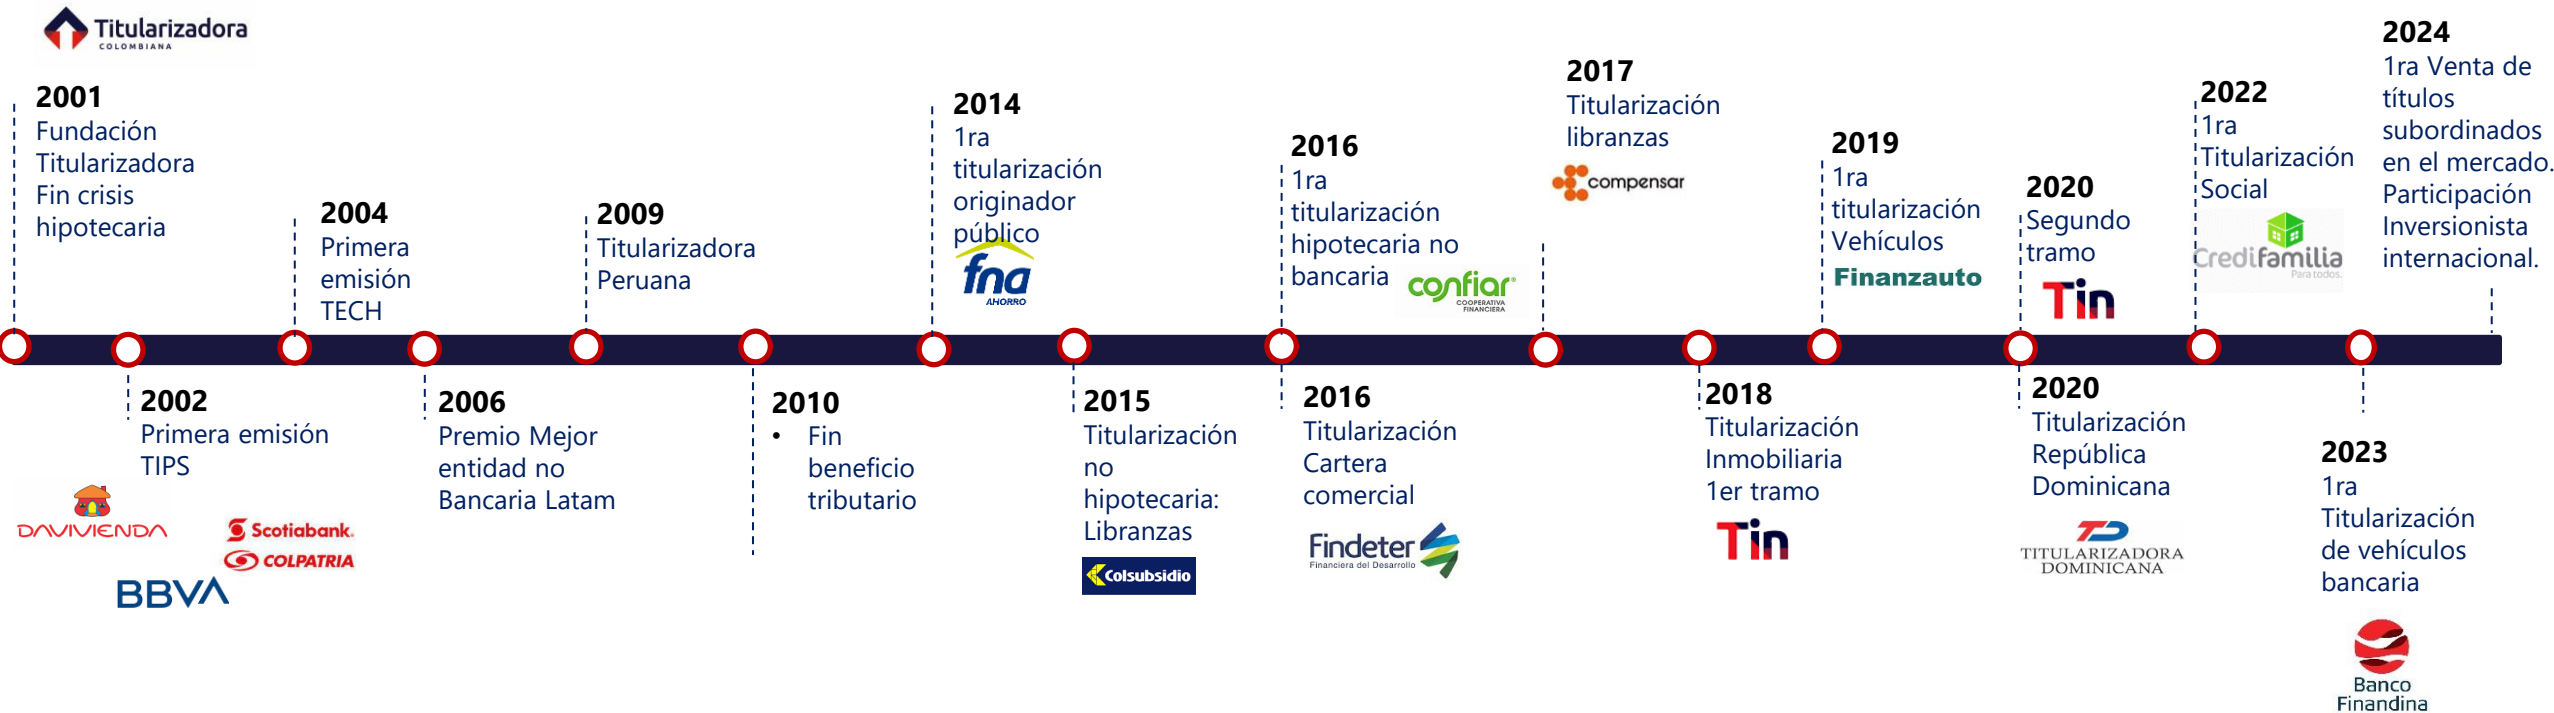 Titularizadora
COLOMBIANA
2001
Fundación
Titularizadora
Fin crisis
hipotecaria
2002
Primera emisión
TIPS
DAVIVIENDA
Scotiabank.
COLPATRIA
BBVA
2004
Primera
emisión
TECH
2006
Premio Mejor
entidad no
Bancaria Latam
2009
Titularizadora
Peruana
2010
• Fin
beneficio
tributario
2014
1ra
titularización
originador
público
fna
AHORRO
2015
Titularización
no
hipotecaria:
Libranzas
Colsubsidio
2016
1ra
titularización
hipotecaria no
bancaria
confiar®
COOPERATIVA
FINANCIERA
2016
Titularización
Cartera
comercial
Findeter
Financiera del Desarrollo
2017
Titularización
libranzas
compensar
2018
Titularización
Inmobiliaria
1er tramo
Tin
2019
1ra
titularización
Vehículos
Finanzauto
2020
Segundo
tramo
Tin
2020
Titularización
República
Dominicana
TITULARIZADORA
DOMINICANA
2022
1ra
Titularización
Social
Credifamilia
Para todos.
2023
1ra
Titularización
de vehículos
bancaria
Banco
Finandina
2024
1ra Venta de
títulos
subordinados
en el mercado.
Participación
Inversionista
internacional.